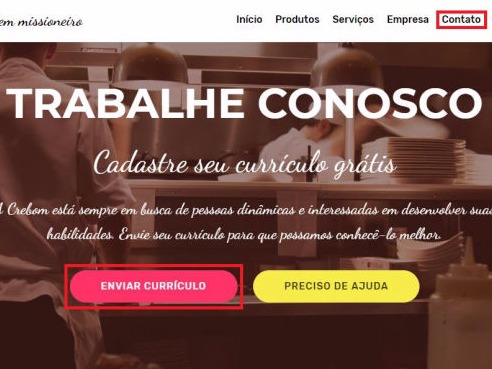 em missioneiro
Início Produtos Serviços Empresa Contato
TRABALHE CONOSCO
Cadastre seu currículo grátis
A Crebom está sempre em busca de pessoas dinâmicas e interessadas em desenvolver suas
habilidades. Envie seu currículo para que possamos conhecê-lo melhor.
ENVIAR CURRÍCULO PRECISO DE AJUDA